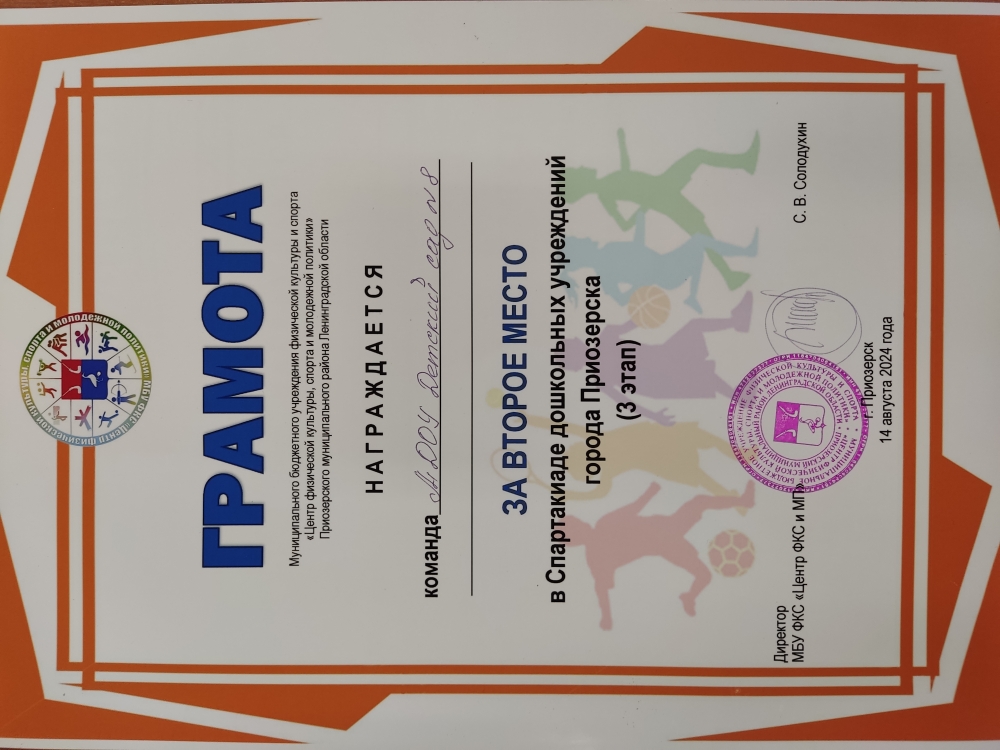 ГРАМОТА
Муниципального бюджетного учреждения физической культуры и спорта
«Центр физической культуры, спорта и молодежной политики»
Приозерского муниципального района Ленинградской области
НАГРАЖДАЕТСЯ
команда МДОУ Детский сад №8
ЗА ВТОРОЕ МЕСТО
в Спартакиаде дошкольных учреждений
города Приозерска
(3 этап)
Директор
МБУ ФКС «Центр ФКС и МП» С. В. Солодухин
г. Приозерск
14 августа 2024 года